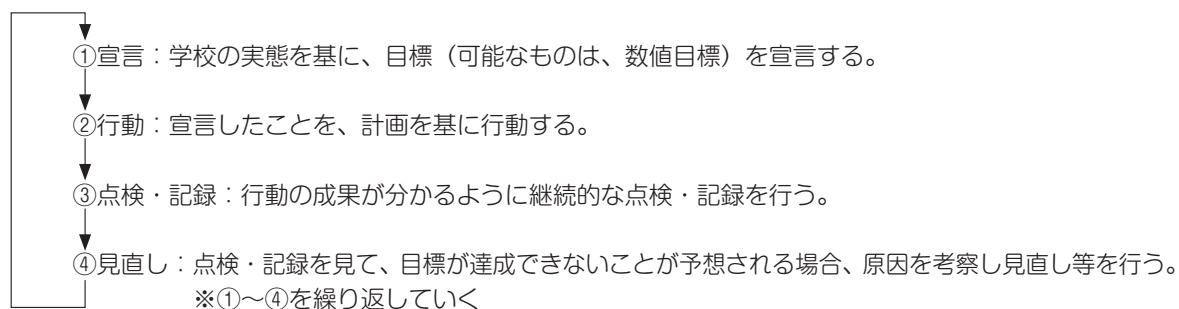 ①宣言：学校の実態を基に、目標（可能なものは、数値目標）を宣言する。
②行動：宣言したことを、計画を基に行動する。
③点検・記録：行動の成果が分かるように継続的な点検・記録を行う。
④見直し：点検・記録を見て、目標が達成できないことが予想される場合、原因を考察し見直し等を行う。
※①～④を繰り返していく